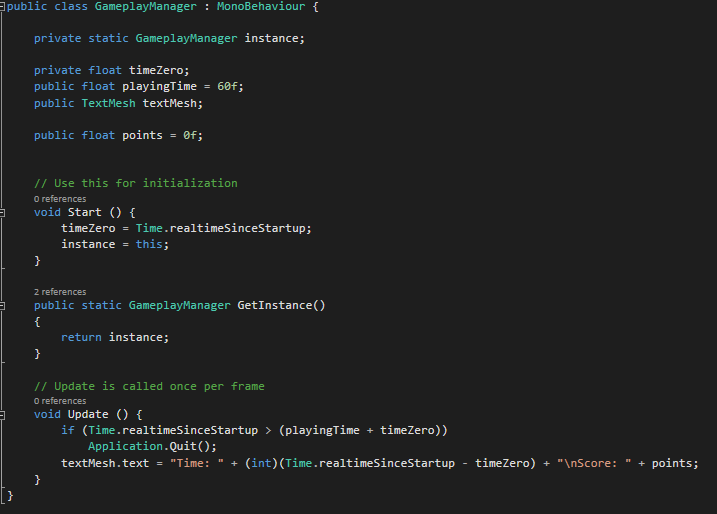 public class GameplayManager : MonoBehaviour {
private static GameplayManager instance;
private float timeZero;
public float playingTime = 60f;
public TextMesh textMesh;
public float points = 0f;
// Use this for initialization
0 references
void Start () {
timeZero = Time.realtimeSinceStartup;
instance = this;
}
2 references
public static GameplayManager GetInstance()
{
return instance;
}
// Update is called once per frame
0 references
void Update () {
if (Time.realtimeSinceStartup > (playingTime + timeZero))
Application.Quit();
textMesh.text = "Time: " + (int)(Time.realtimeSinceStartup - timeZero) + "\nScore: " + points;
}
}